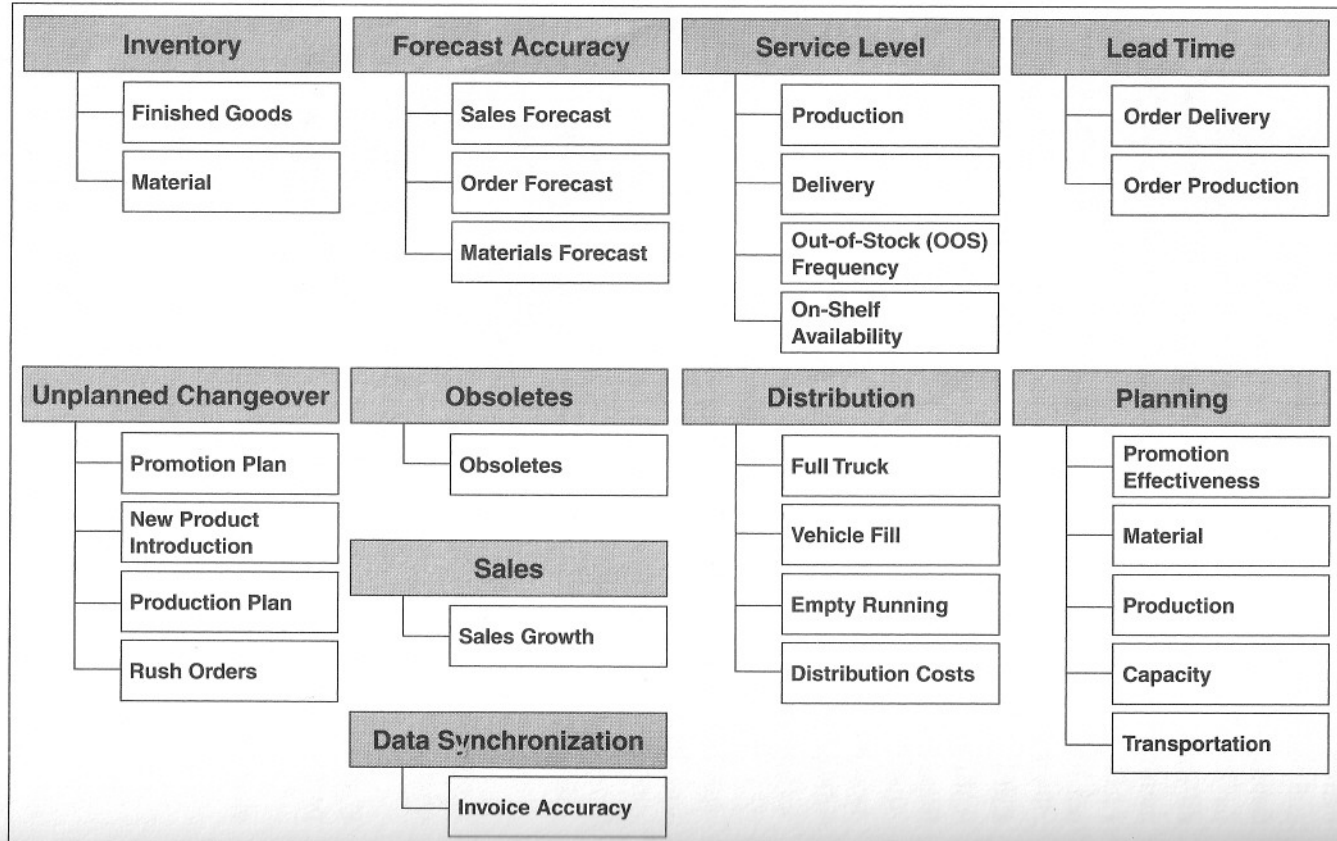 Inventory
Finished Goods
Material
Forecast Accuracy
Sales Forecast
Order Forecast
Materials Forecast
Service Level
Production
Delivery
Out-of-Stock (OOS)
Frequency
On-Shelf
Availability
Lead Time
Order Delivery
Order Production
Unplanned Changeover
Promotion Plan
New Product
Introduction
Production Plan
Rush Orders
Obsoletes
Obsoletes
Sales
Sales Growth
Data Synchronization
Invoice Accuracy
Distribution
Full Truck
Vehicle Fill
Empty Running
Distribution Costs
Planning
Promotion
Effectiveness
Material
Production
Capacity
Transportation